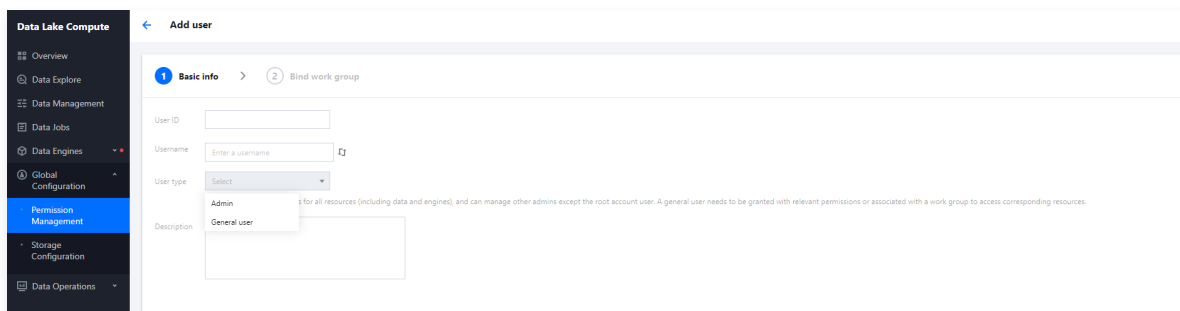 Data Lake Compute
Overview
Data Explore
Data Management
Data Jobs
Data Engines
Global
Configuration
Permission
Management
Storage
Configuration
Data Operations
Add user
1 Basic info
2 Bind work group
User ID
Username
Enter a username
User type
Select
Admin
General user
s for all resources (including data and engines), and can manage other admins except the root account user. A general user needs to be granted with relevant permissions or associated with a work group to access corresponding resources.
Description